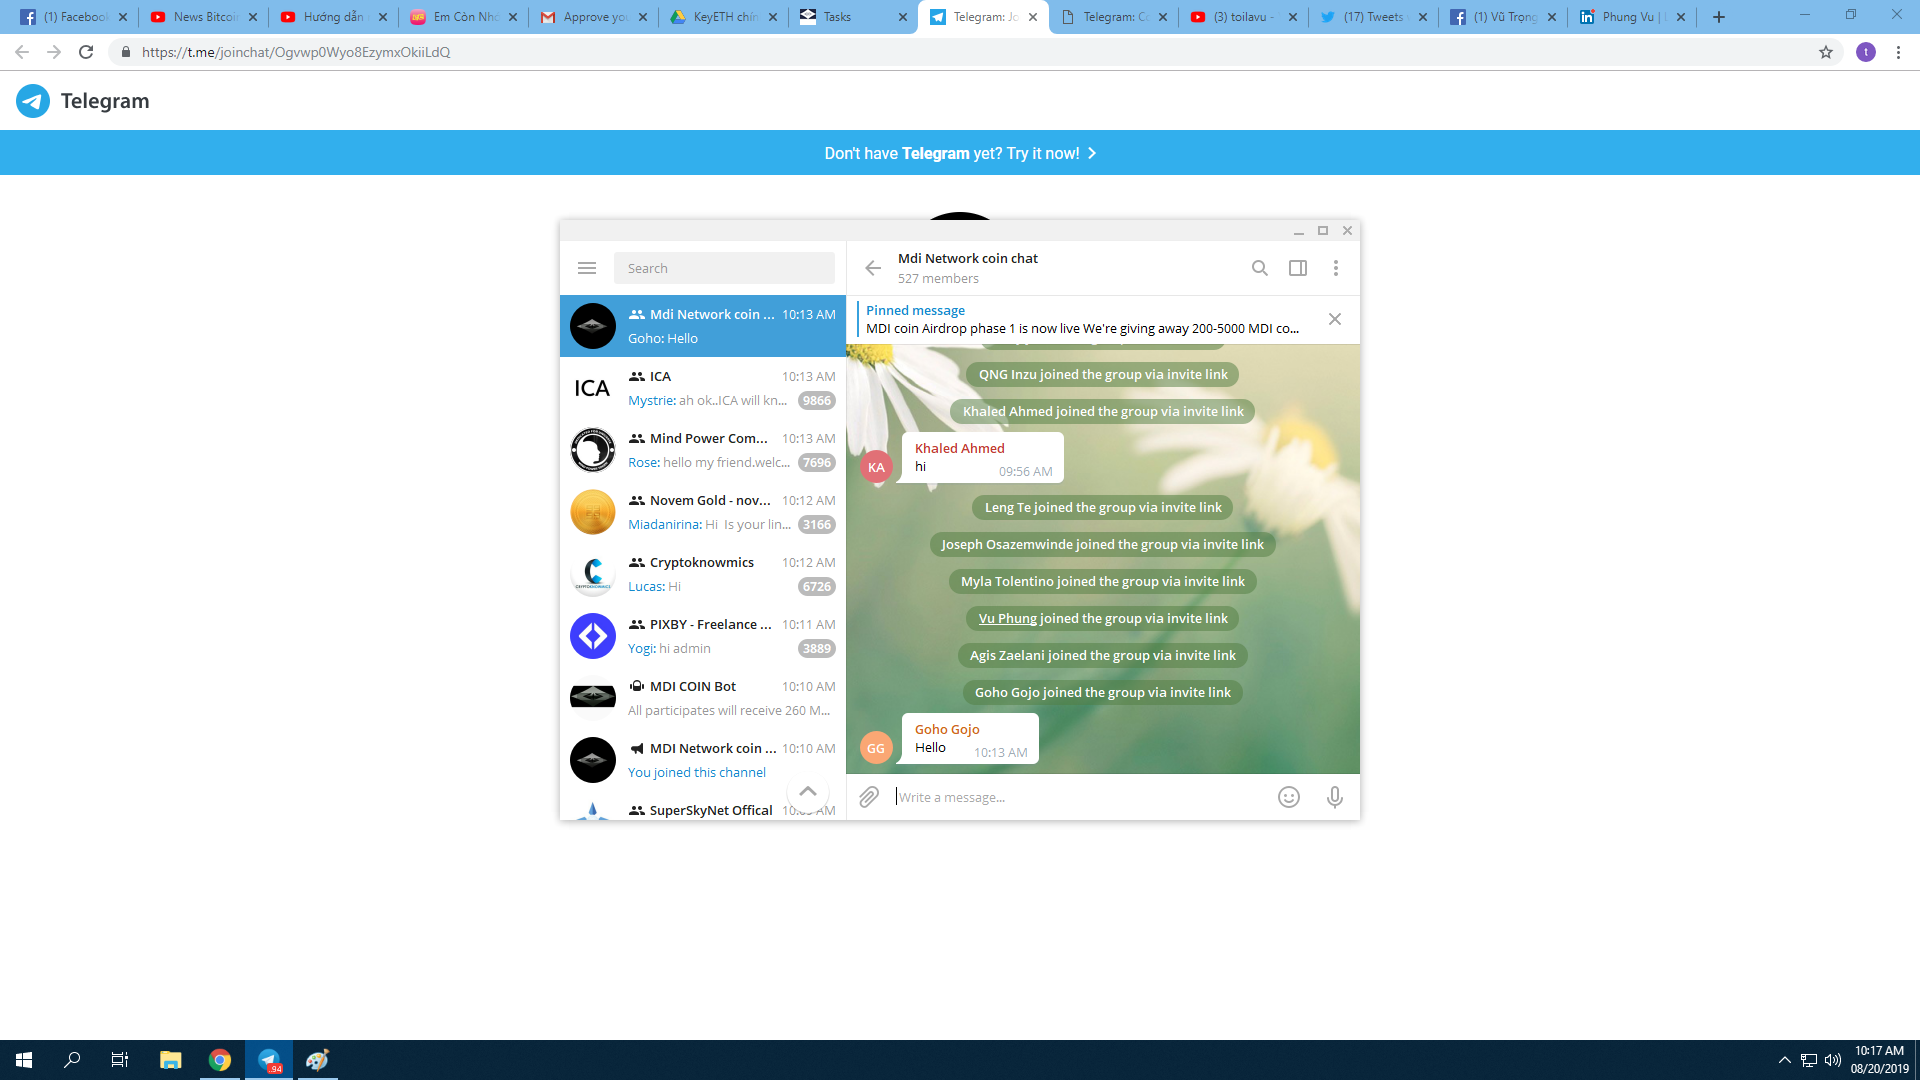 (1) Facebook
News Bitcoin
Hướng dẫn
Em Còn Nhớ
Approve you
KeyETH chín
Tasks
Telegram: Jo
Telegram: Co
(3) toilavu -
(17) Tweets
(1) Vũ Trọng
Phung Vu |
https://t.me/joinchat/Ogvwp0Wyo8EzymxOkiiLdQ
t
Telegram
Don't have Telegram yet? Try it now!
Search
Mdi Network coin ... 10:13 AM
Goho: Hello
ICA
ICA 10:13 AM
Mystrie: ah ok..ICA will kn... 9866
Mind Power Com... 10:13 AM
Rose: hello my friend.welc... 7696
Novem Gold - nov... 10:12 AM
Miadanirina: Hi Is your lin... 3166
Cryptoknowmics 10:12 AM
Lucas: Hi 6726
PIXBY - Freelance ... 10:11 AM
Yogi: hi admin 3889
MDI COIN Bot 10:10 AM
All participates will receive 260 M...
MDI Network coin ... 10:10 AM
You joined this channel
SuperSkyNet Offical
Mdi Network coin chat
527 members
Pinned message
MDI coin Airdrop phase 1 is now live We're giving away 200-5000 MDI co...
QNG Inzu joined the group via invite link
Khaled Ahmed joined the group via invite link
Khaled Ahmed
KA
hi 09:56 AM
Leng Te joined the group via invite link
Joseph Osazemwinde joined the group via invite link
Myla Tolentino joined the group via invite link
Vu Phung joined the group via invite link
Agis Zaelani joined the group via invite link
Goho Gojo joined the group via invite link
Goho Gojo
GG
Hello 10:13 AM
Write a message...
.94
10:17 AM
08/20/2019